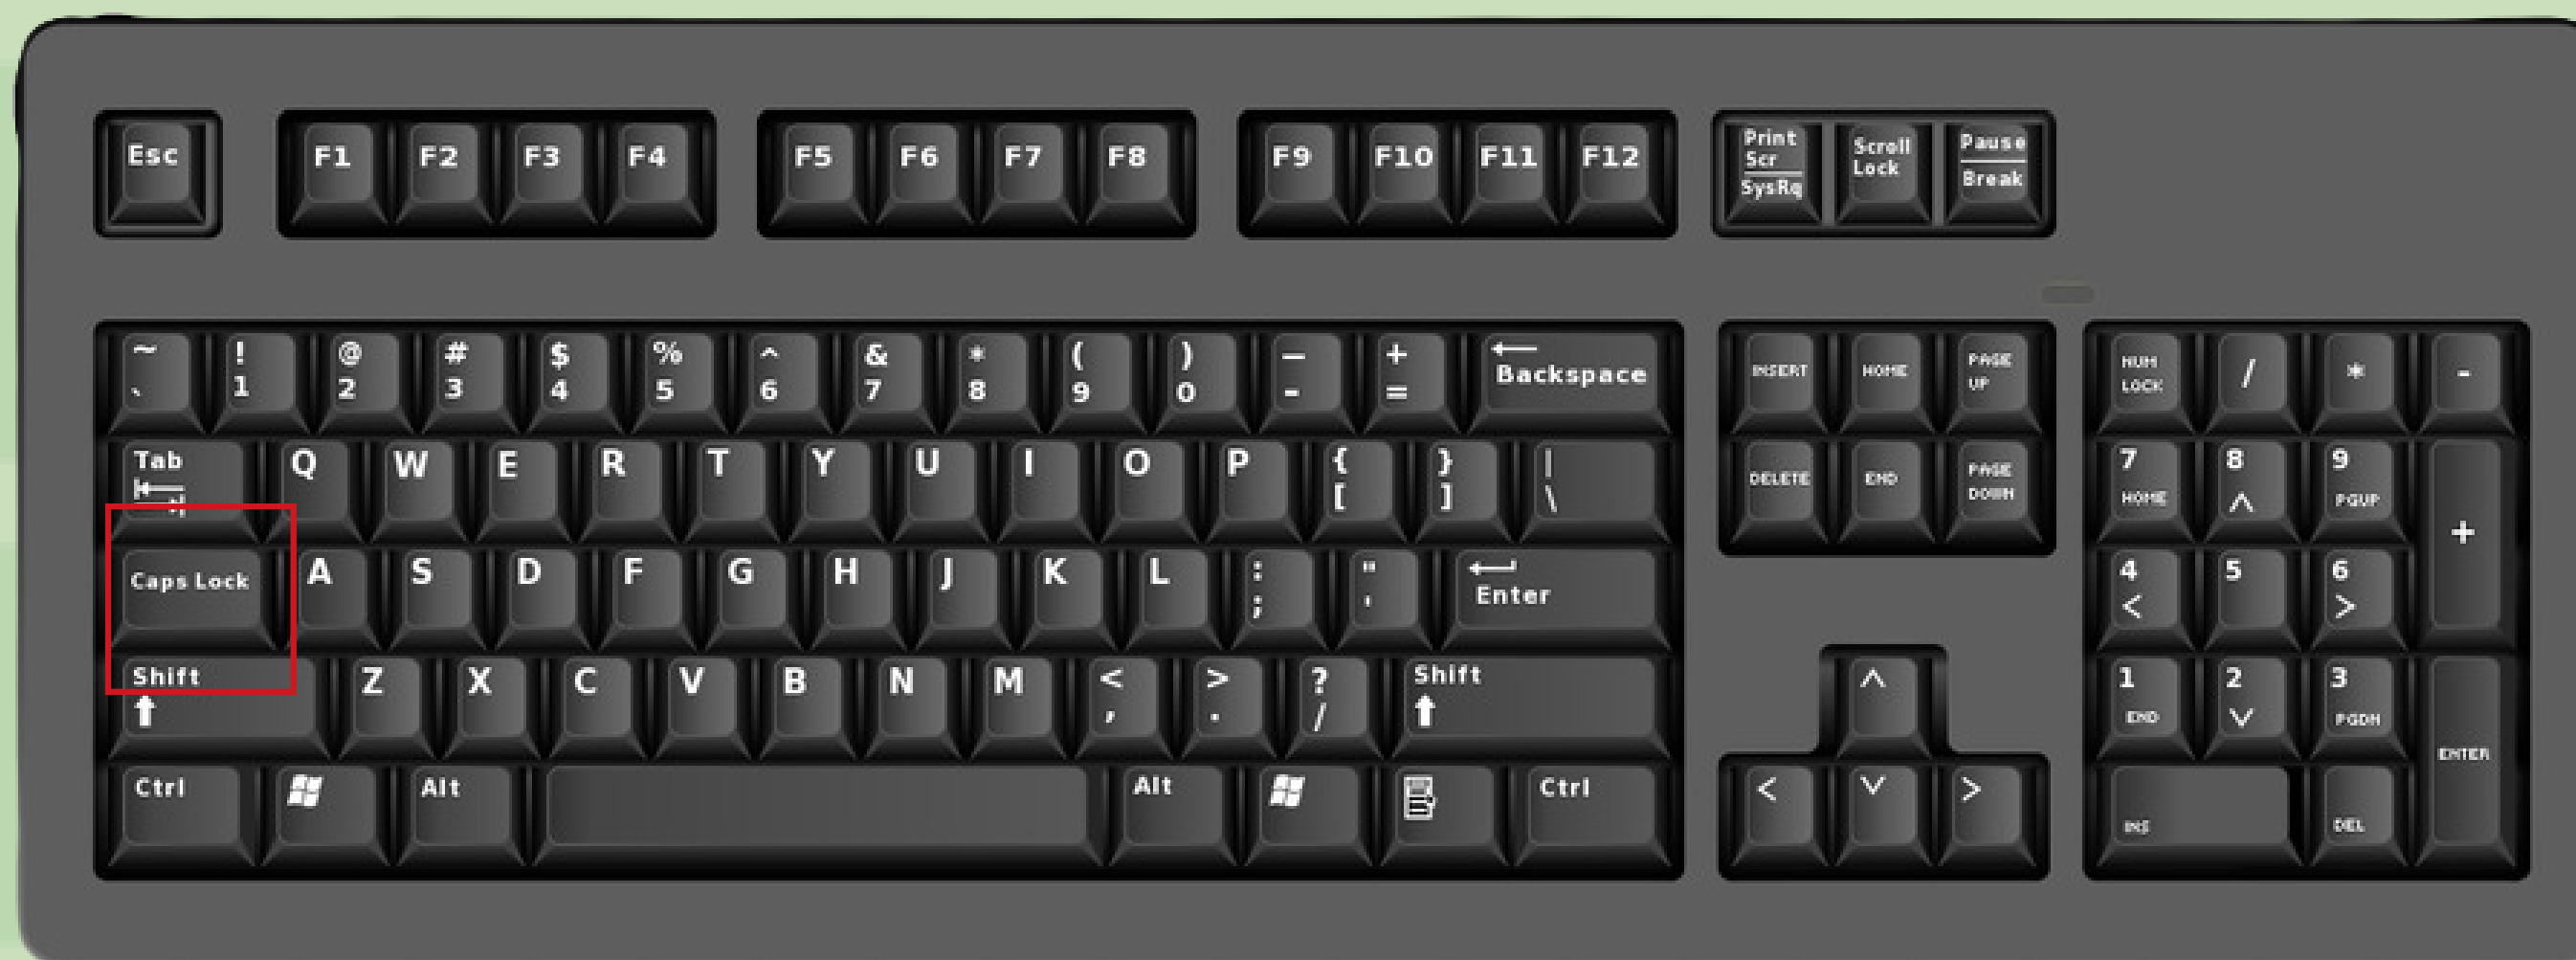 Esc F1 F2 F3 F4 F5 F6 F7 F8 F9 F10 F11 F12 Print Scr SysRq Scroll Lock Pause Break
~ ` ! 1 @ 2 # 3 $ 4 % 5 ^ 6 & 7 * 8 ( 9 ) 0 — - + = Backspace INSERT HOME PAGE UP NUM LOCK / * -
Tab Q W E R T Y U I O P { [ } ] | \ DELETE END PAGE DOWN 7 HOME 8 ^ 9 PGUP +
Caps Lock A S D F G H J K L : ; " ' Enter 4 < 5 6 >
Shift Z X C V B N M < , > . ? / Shift ^ 1 END 2 v 3 PGDN ENTER
Ctrl Alt Alt Ctrl < v > INS DEL